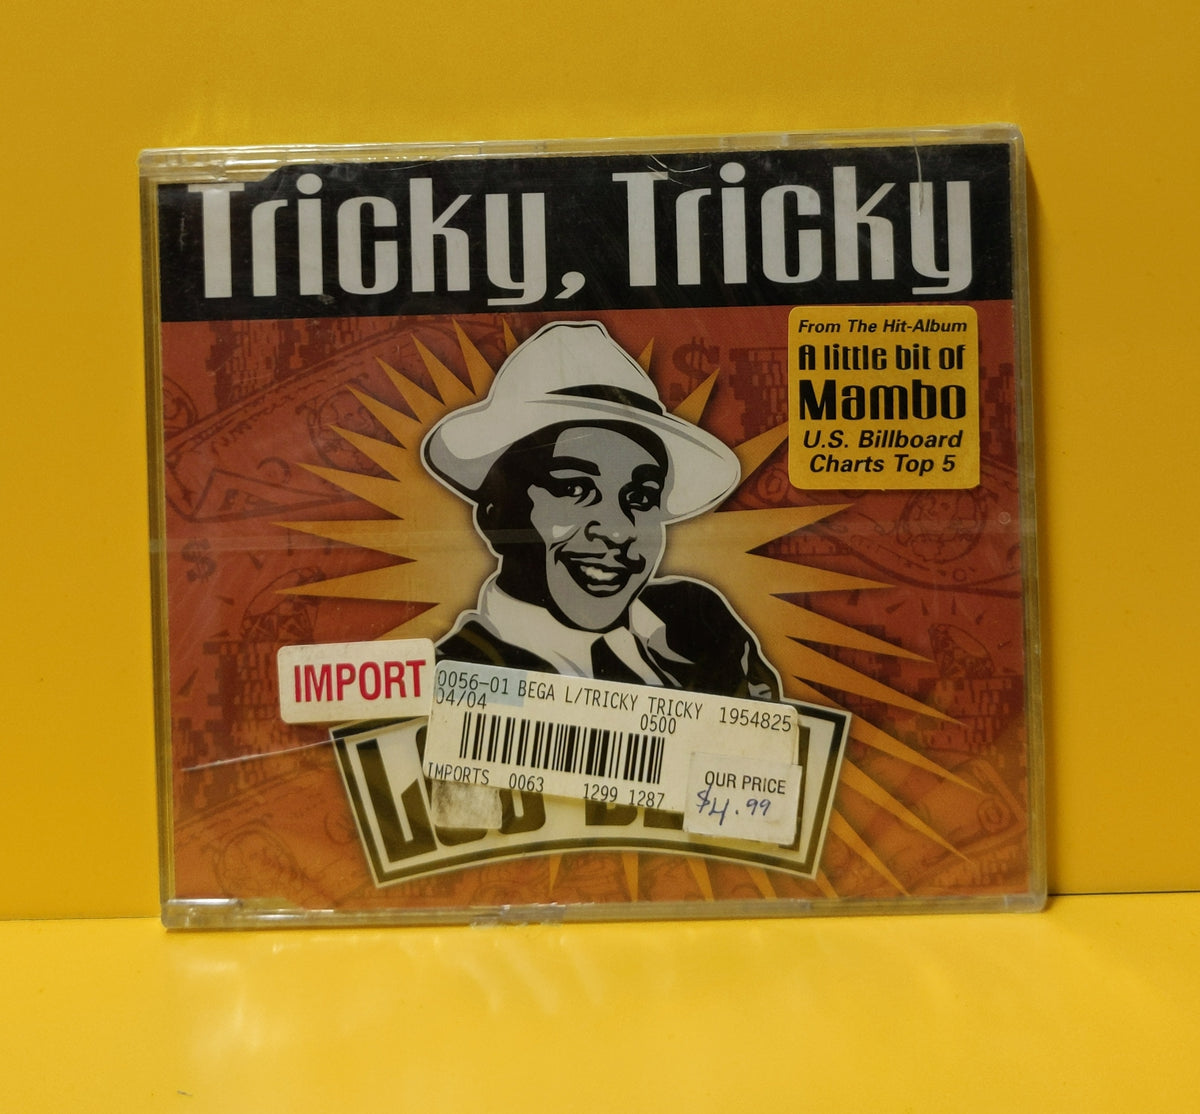 Tricky, Tricky
From The Hit-Album
A little bit of
Mambo
U.S. Billboard
Charts Top 5
IMPORT
0056-01 BEGA L/TRICKY TRICKY 1954825
04/04 0500
IMPORTS 0063 1299 1287
OUR PRICE
$4.99